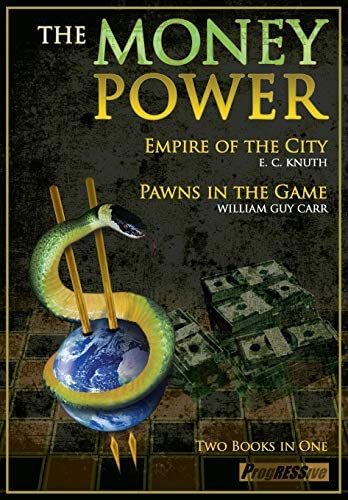 THE MONEY
POWER
EMPIRE OF THE CITY
E. C. KNUTH
PAWNS IN THE GAME
WILLIAM GUY CARR
TWO BOOKS IN ONE
ProgRESSive